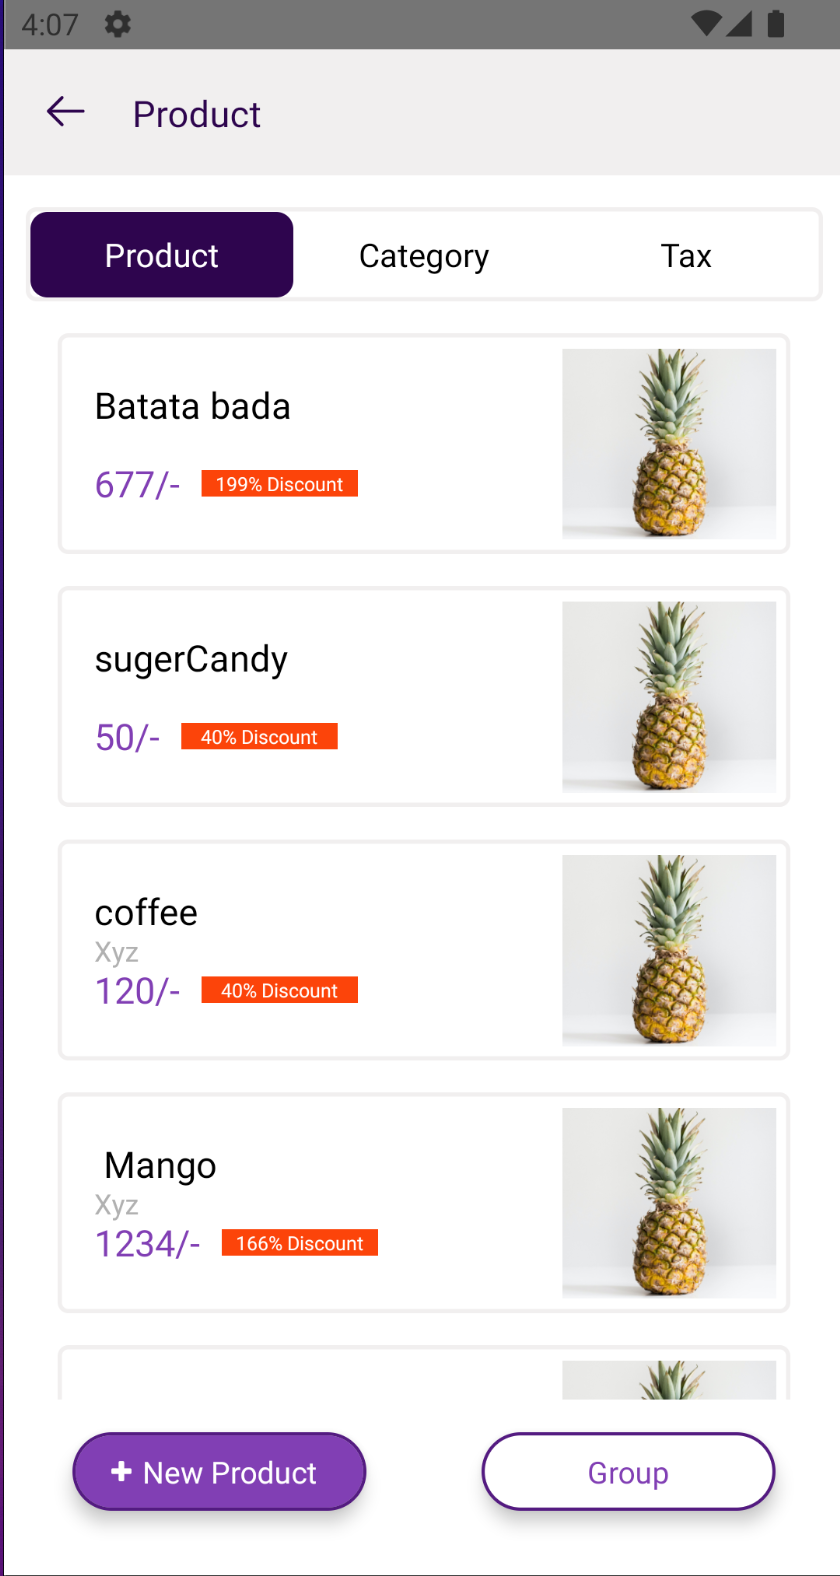 4:07
Product
Product Category Tax
Batata bada
677/- 199% Discount
sugerCandy
50/- 40% Discount
coffee
Xyz
120/- 40% Discount
Mango
Xyz
1234/- 166% Discount
+ New Product Group